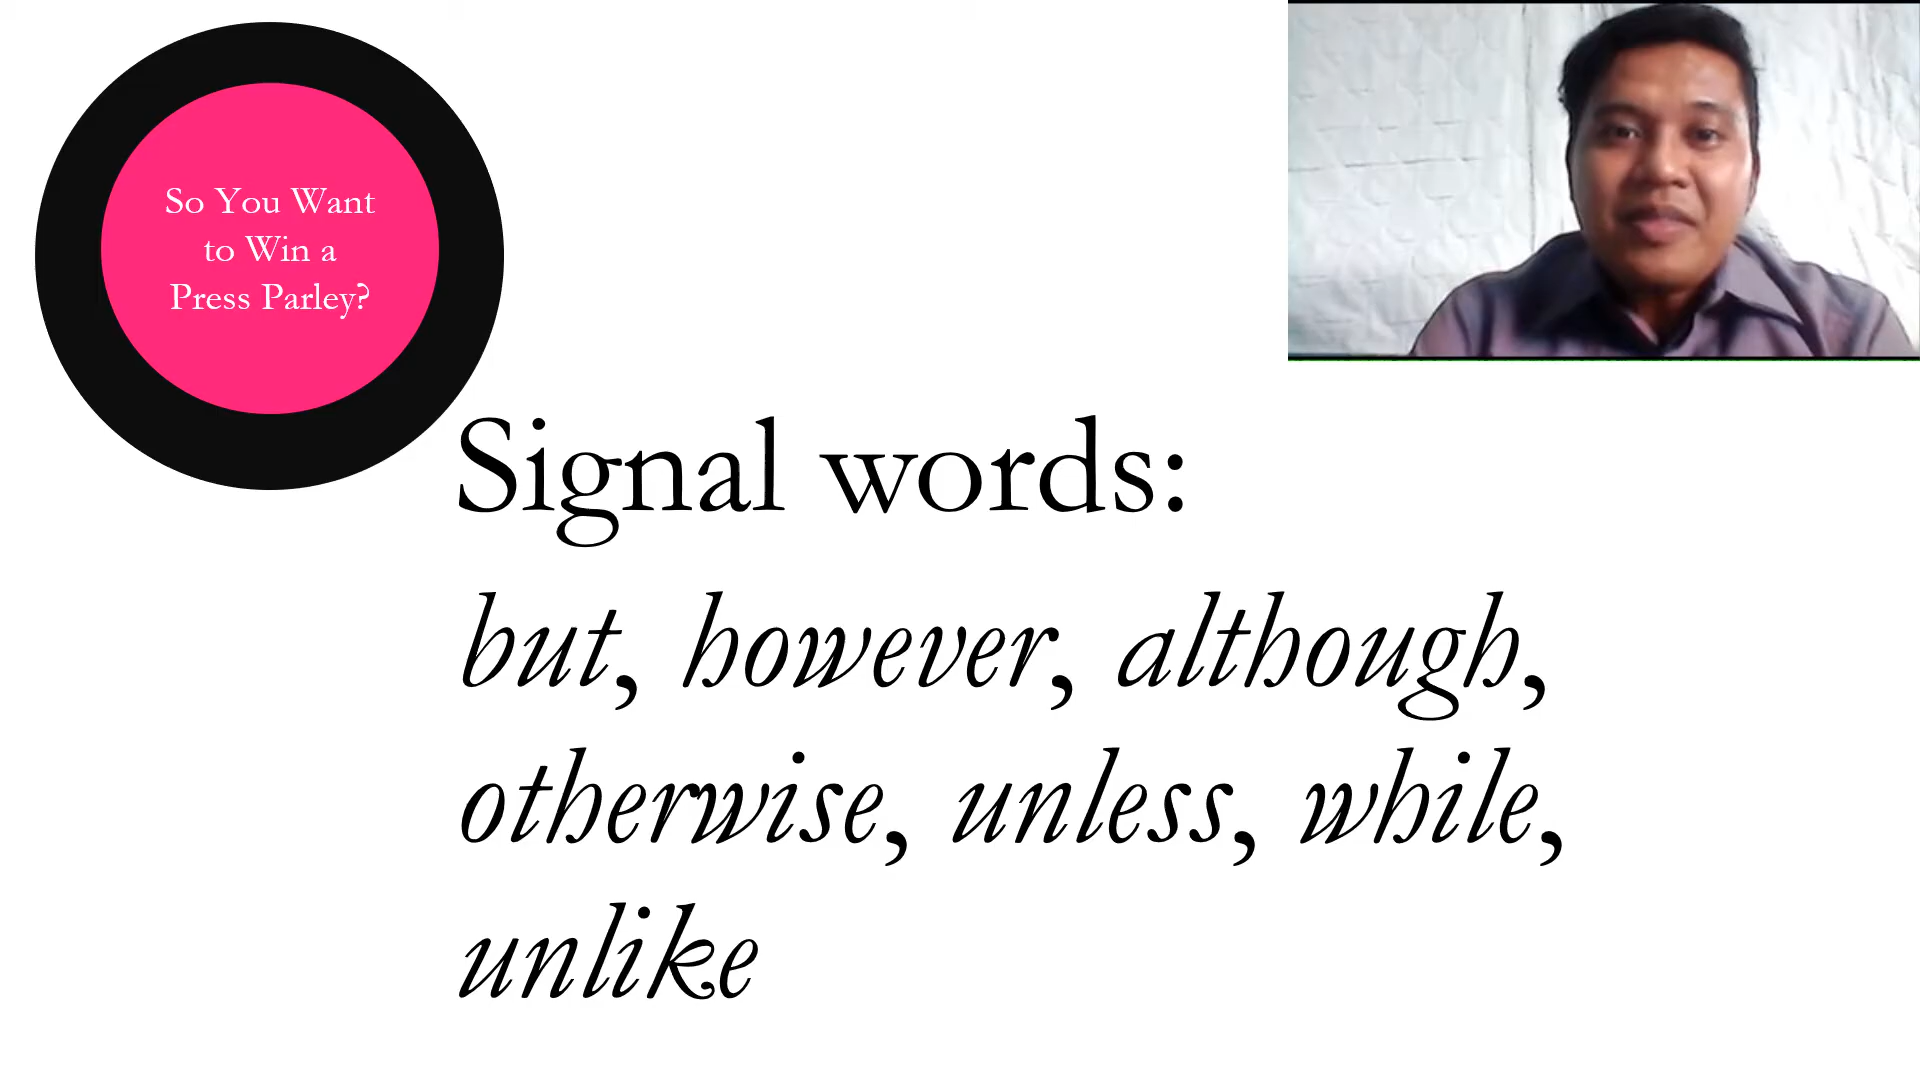 So You Want
to Win a
Press Parley?
Signal words:
but, however, although,
otherwise, unless, while,
unlike